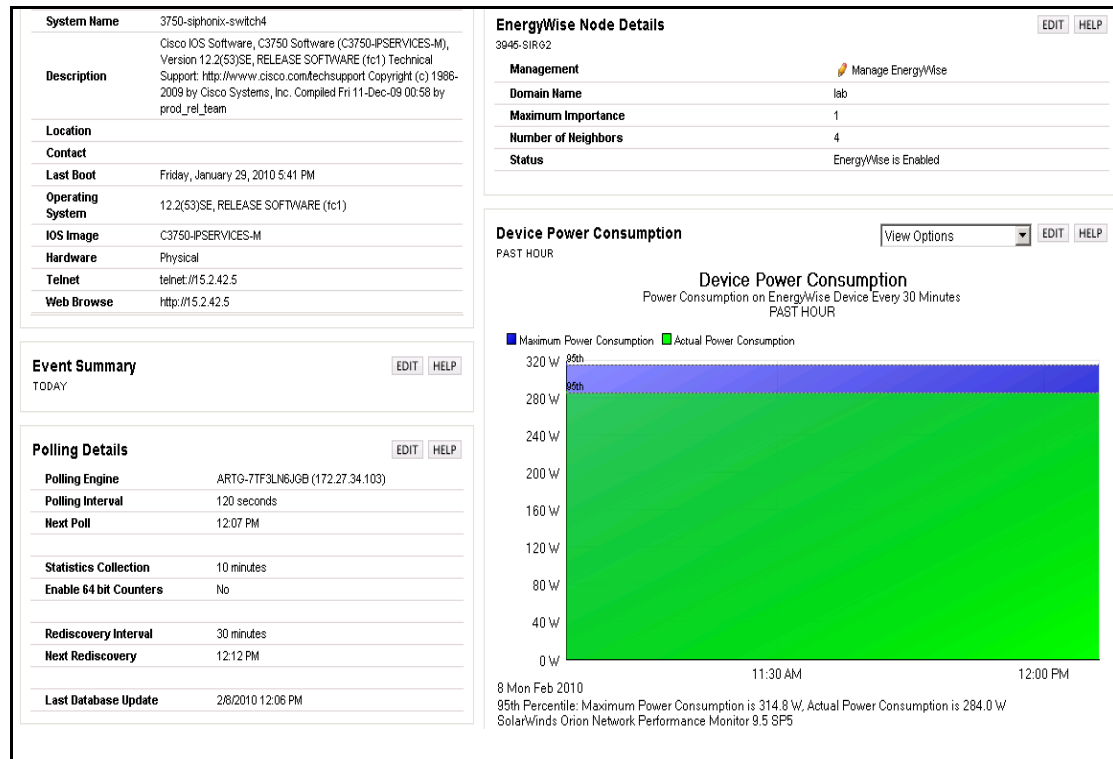 System Name 3750-siphonix-switch4
Description Cisco IOS Software, C3750 Software (C3750-IPSERVICES-M),
Version 12.2(53)SE, RELEASE SOFTWARE (fc1) Technical
Support: http://www.cisco.com/techsupport Copyright (c) 1986-
2009 by Cisco Systems, Inc. Compiled Fri 11-Dec-09 00:58 by
prod_rel_team
Location
Contact
Last Boot Friday, January 29, 2010 5:41 PM
Operating
System 12.2(53)SE, RELEASE SOFTWARE (fc1)
IOS Image C3750-IPSERVICES-M
Hardware Physical
Telnet telnet://15.2.42.5
Web Browse http://15.2.42.5
Event Summary EDIT HELP
TODAY
Polling Details EDIT HELP
Polling Engine ARTG-7TF3LN6JGB (172.27.34.103)
Polling Interval 120 seconds
Next Poll 12:07 PM
Statistics Collection 10 minutes
Enable 64 bit Counters No
Rediscovery Interval 30 minutes
Next Rediscovery 12:12 PM
Last Database Update 2/8/2010 12:06 PM
EnergyWise Node Details EDIT HELP
3945-SIRG2
Management Manage EnergyWise
Domain Name lab
Maximum Importance 1
Number of Neighbors 4
Status EnergyWise is Enabled
Device Power Consumption View Options EDIT HELP
PAST HOUR
Device Power Consumption
Power Consumption on EnergyWise Device Every 30 Minutes
PAST HOUR
Maximum Power Consumption Actual Power Consumption
320 W 95th
95th
280 W
240 W
200 W
160 W
120 W
80 W
40 W
0 W
11:30 AM 12:00 PM
8 Mon Feb 2010
95th Percentile: Maximum Power Consumption is 314.8 W, Actual Power Consumption is 284.0 W
SolarWinds Orion Network Performance Monitor 9.5 SP5